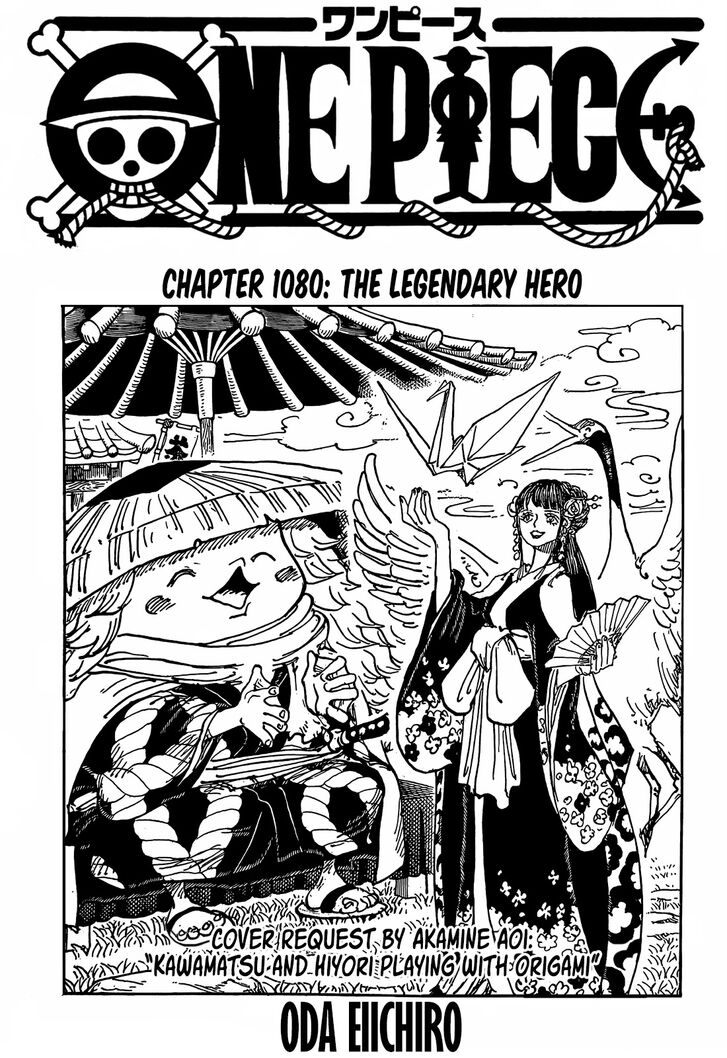 ワンピース
ONE PIECE
CHAPTER 1080: THE LEGENDARY HERO
茶
COVER REQUEST BY AKAMINE AOI:
"KAWAMATSU AND HIYORI PLAYING WITH ORIGAMI"
ODA EIICHIRO